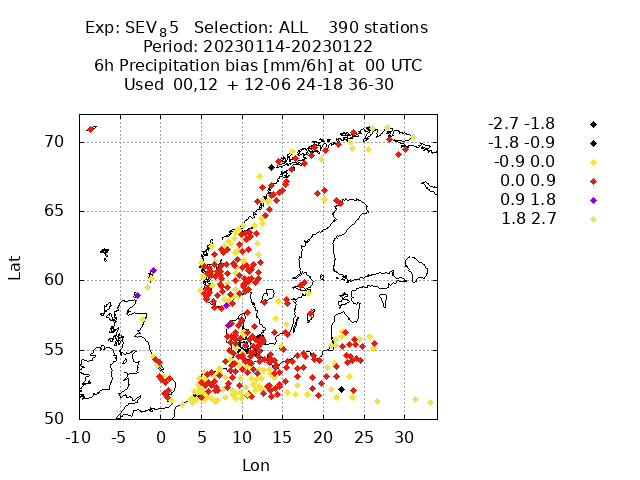 Exp: SEV8 5 Selection: ALL 390 stations
Period: 20230114-20230122
6h Precipitation bias [mm/6h] at 00 UTC
Used 00,12 + 12-06 24-18 36-30
-2.7 -1.8
-1.8 -0.9
-0.9 0.0
0.0 0.9
0.9 1.8
1.8 2.7
70
65
60
55
50
Lat
-10 -5 0 5 10 15 20 25 30
Lon